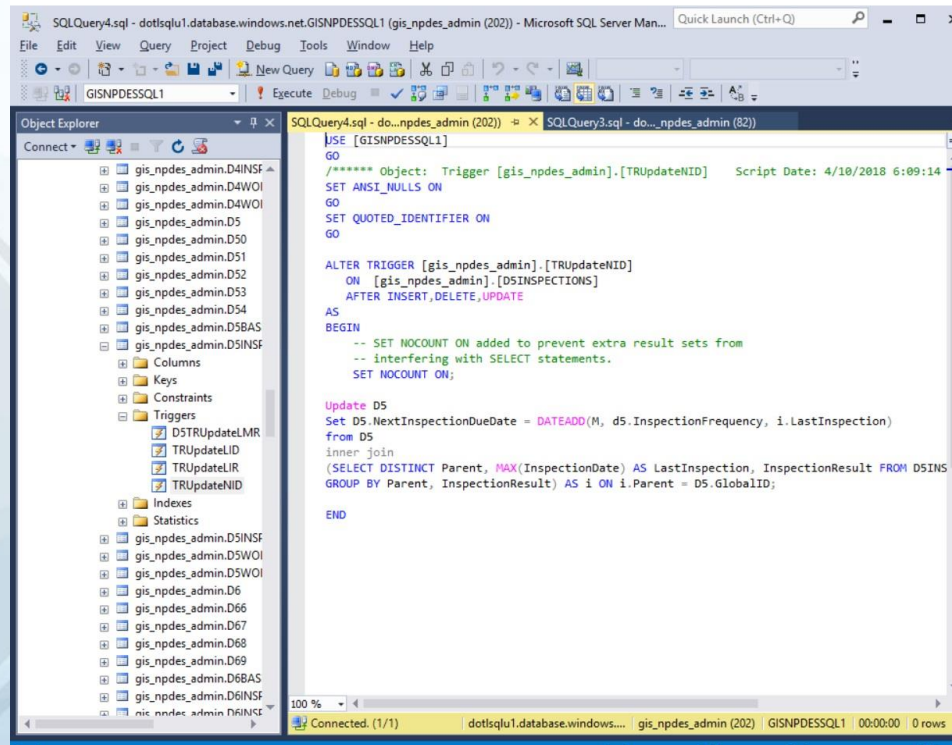 SQLQuery4.sql - dotlsqlu1.database.windows.net.GISNPDESSQL1 (gis_npdes_admin (202)) - Microsoft SQL Server Man...
Quick Launch (Ctrl+Q)
File Edit View Query Project Debug Tools Window Help
New Query
GISNPDESSQL1 Execute Debug
Object Explorer
Connect
gis_npdes_admin.D4INSP
gis_npdes_admin.D4WOI
gis_npdes_admin.D4WOI
gis_npdes_admin.D5
gis_npdes_admin.D50
gis_npdes_admin.D51
gis_npdes_admin.D52
gis_npdes_admin.D53
gis_npdes_admin.D54
gis_npdes_admin.D5BAS
gis_npdes_admin.D5INSP
Columns
Keys
Constraints
Triggers
D5TRUpdateLMR
TRUpdateLID
TRUpdateLIR
TRUpdateNID
Indexes
Statistics
gis_npdes_admin.D5INSP
gis_npdes_admin.D5WOI
gis_npdes_admin.D5WOI
gis_npdes_admin.D6
gis_npdes_admin.D66
gis_npdes_admin.D67
gis_npdes_admin.D68
gis_npdes_admin.D69
gis_npdes_admin.D6BAS
gis_npdes_admin.D6INSP
gis_npdes_admin.D6INSP
SQLQuery4.sql - do...npdes_admin (202)) SQLQuery3.sql - do..._npdes_admin (82))
USE [GISNPDESSQL1]
GO
/****** Object: Trigger [gis_npdes_admin].[TRUpdateNID] Script Date: 4/10/2018 6:09:14
SET ANSI_NULLS ON
GO
SET QUOTED_IDENTIFIER ON
GO
ALTER TRIGGER [gis_npdes_admin].[TRUpdateNID]
ON [gis_npdes_admin].[D5INSPECTIONS]
AFTER INSERT,DELETE,UPDATE
AS
BEGIN
-- SET NOCOUNT ON added to prevent extra result sets from
-- interfering with SELECT statements.
SET NOCOUNT ON;
Update D5
Set D5.NextInspectionDueDate = DATEADD(M, d5.InspectionFrequency, i.LastInspection)
from D5
inner join
(SELECT DISTINCT Parent, MAX(InspectionDate) AS LastInspection, InspectionResult FROM D5INS
GROUP BY Parent, InspectionResult) AS i ON i.Parent = D5.GlobalID;
END
100 %
Connected. (1/1) dotlsqlu1.database.windows.... gis_npdes_admin (202) GISNPDESSQL1 00:00:00 0 rows